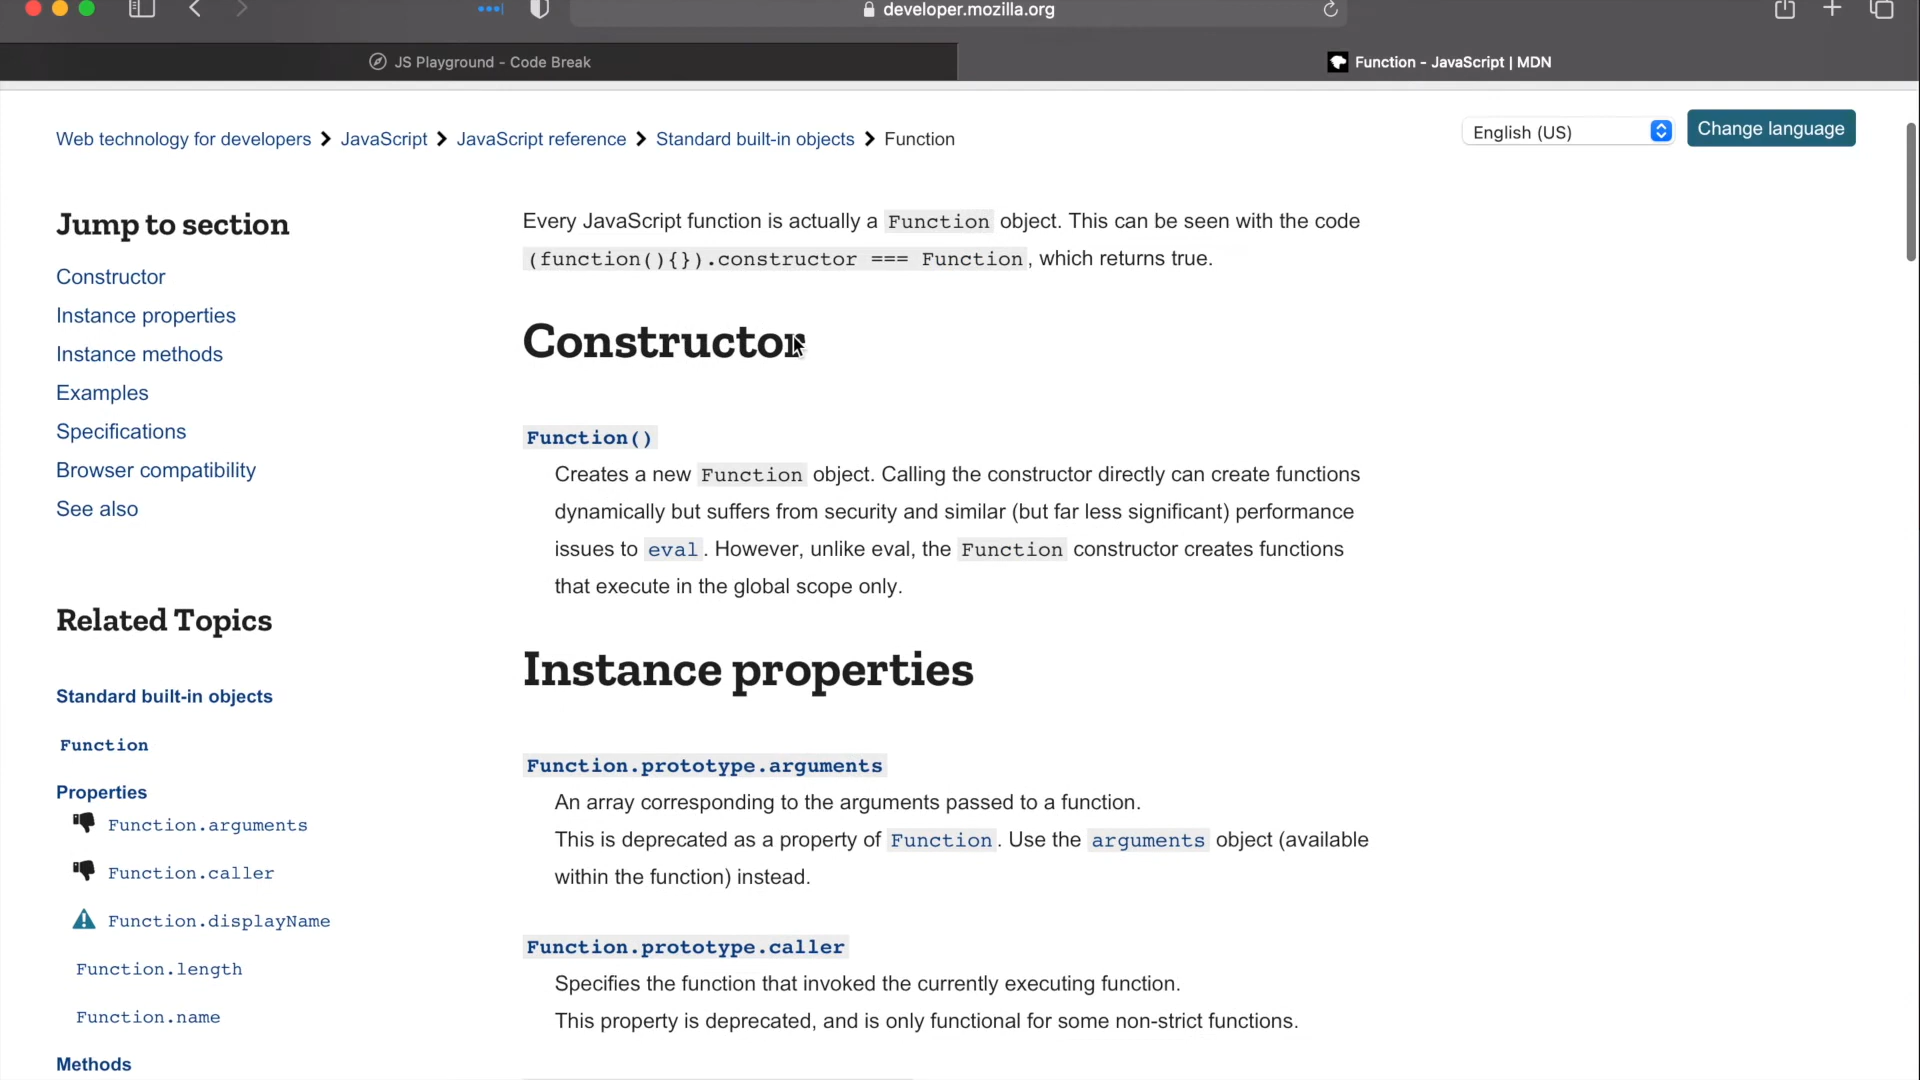 developer.mozilla.org
JS Playground - Code Break
Function - JavaScript | MDN
Web technology for developers JavaScript JavaScript reference Standard built-in objects Function
English (US)
Change language
Jump to section
Constructor
Instance properties
Instance methods
Examples
Specifications
Browser compatibility
See also
Related Topics
Standard built-in objects
Function
Properties
Function.arguments
Function.caller
Function.displayName
Function.length
Function.name
Methods
Every JavaScript function is actually a Function object. This can be seen with the code
(function(){}).constructor === Function, which returns true.
Constructor
Function()
Creates a new Function object. Calling the constructor directly can create functions
dynamically but suffers from security and similar (but far less significant) performance
issues to eval. However, unlike eval, the Function constructor creates functions
that execute in the global scope only.
Instance properties
Function.prototype.arguments
An array corresponding to the arguments passed to a function.
This is deprecated as a property of Function. Use the arguments object (available
within the function) instead.
Function.prototype.caller
Specifies the function that invoked the currently executing function.
This property is deprecated, and is only functional for some non-strict functions.